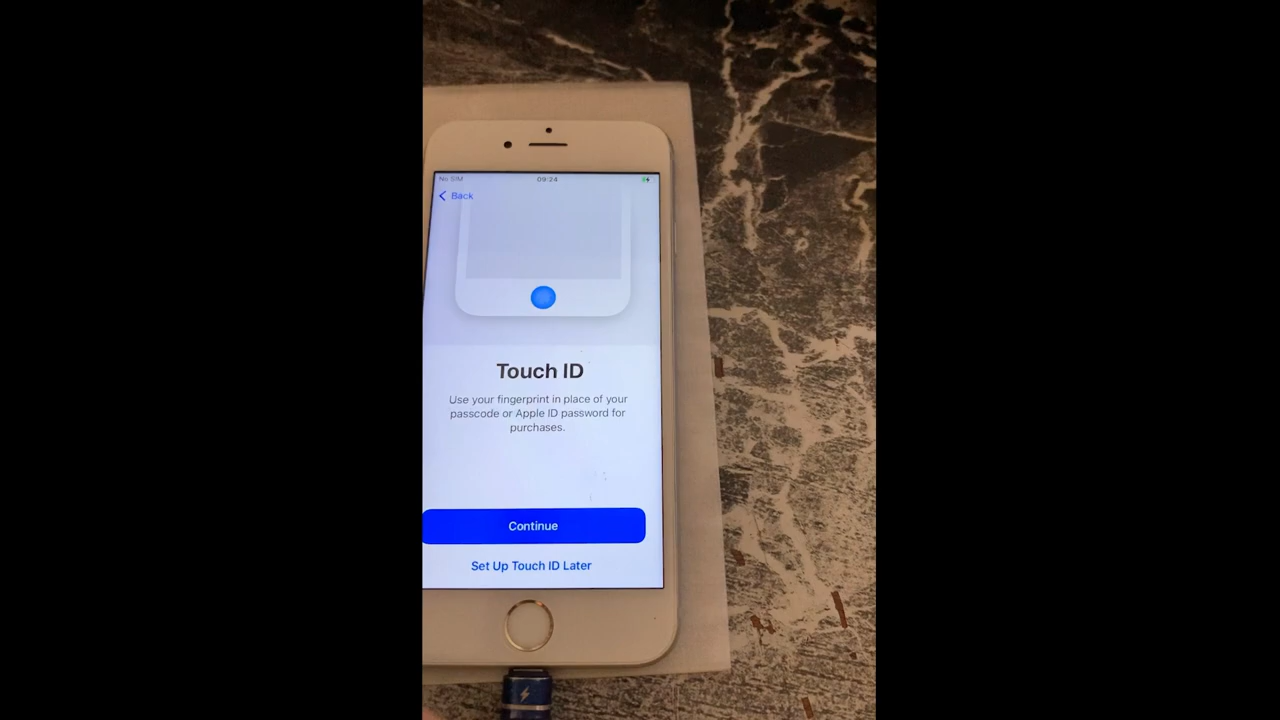 No SIM 09:24
Back
Touch ID
Use your fingerprint in place of your
passcode or Apple ID password for
purchases.
Continue
Set Up Touch ID Later